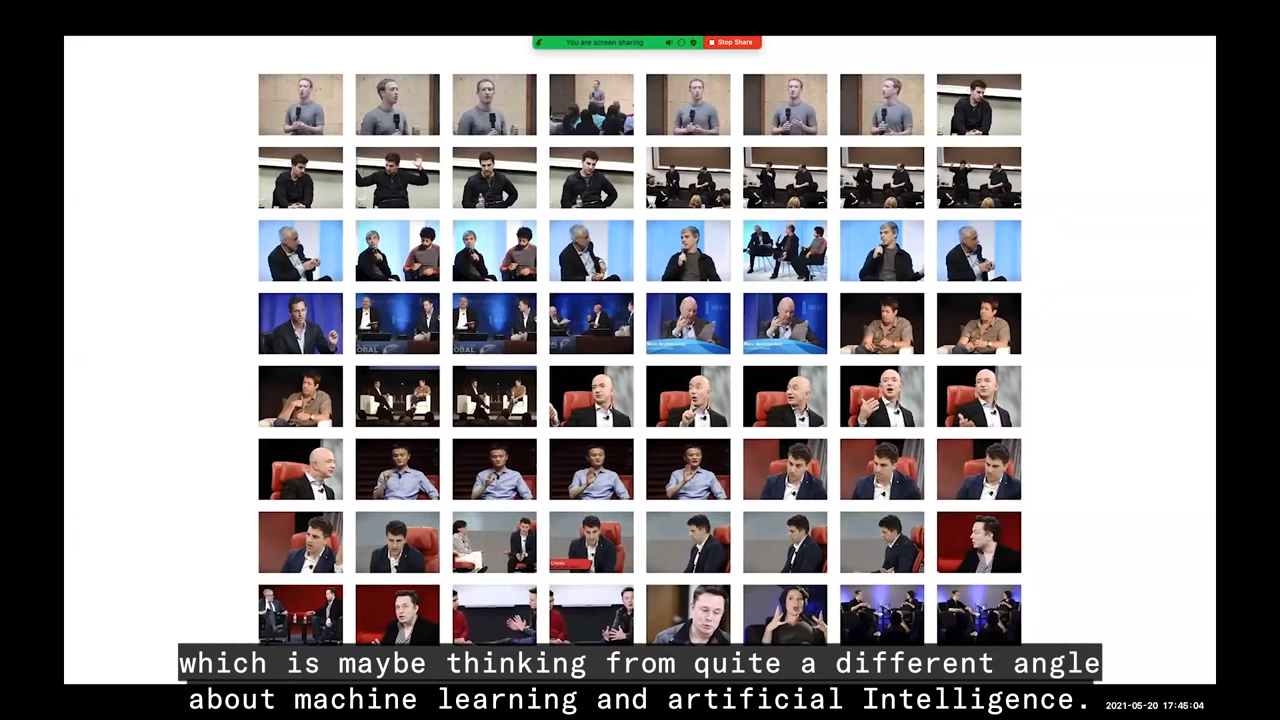 You are screen sharing
Stop Share
which is maybe thinking from quite a different angle
about machine learning and artificial Intelligence.
2021-05-20 17:45:04